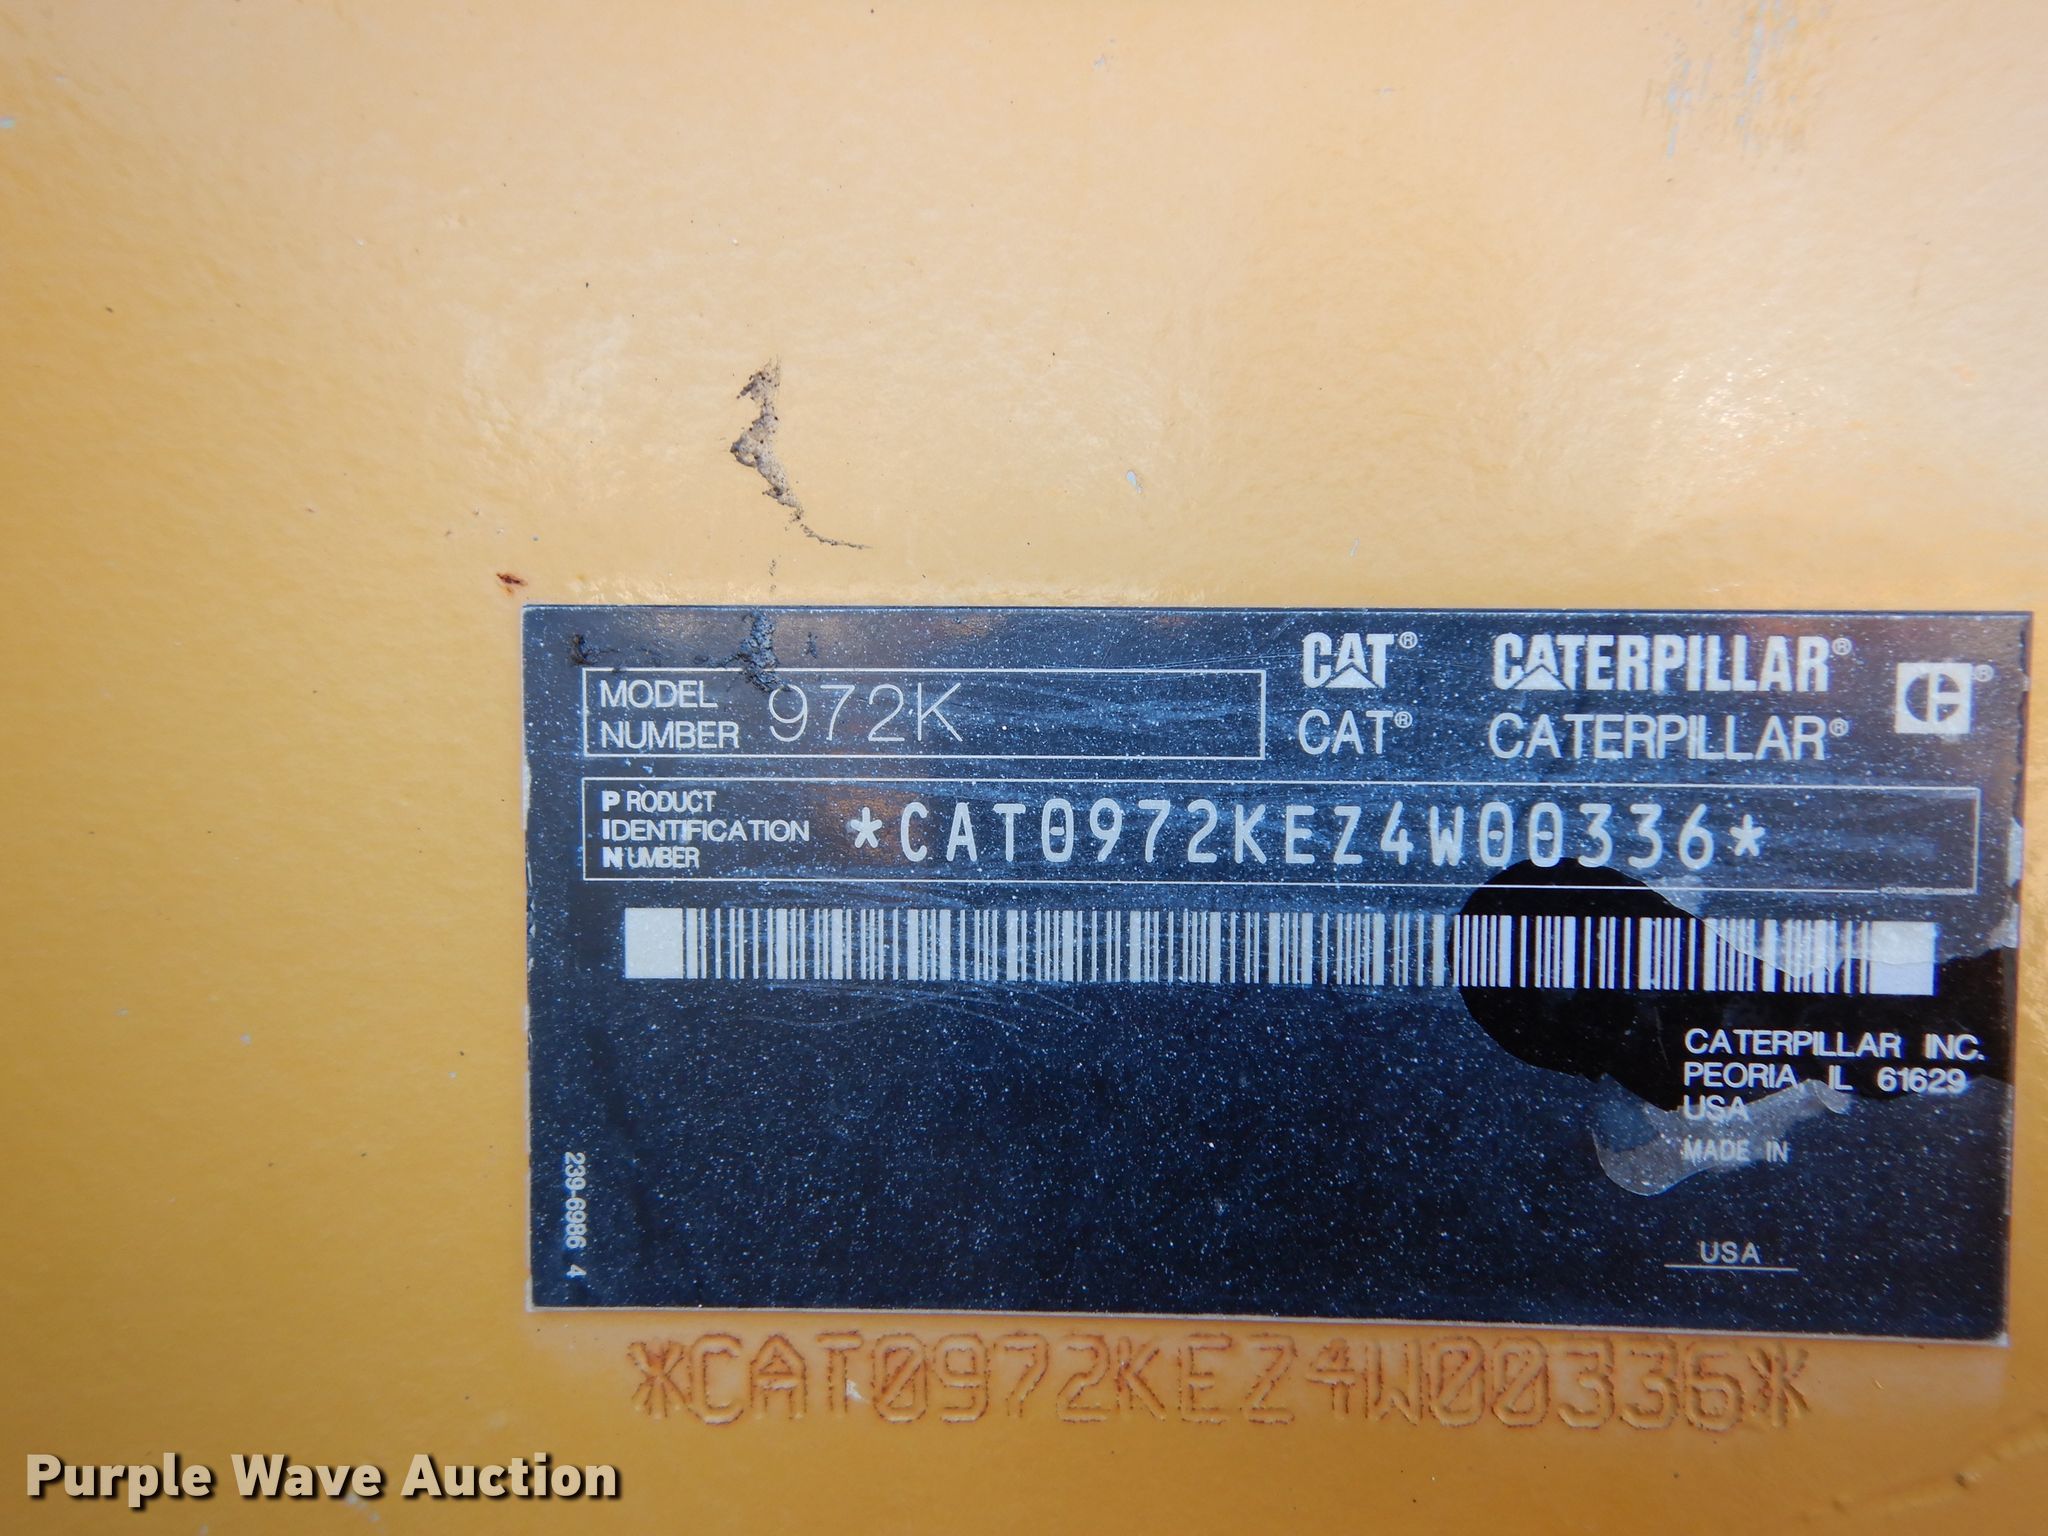 CAT® CATERPILLAR®
MODEL NUMBER 972K
CAT® CATERPILLAR®
PRODUCT IDENTIFICATION NUMBER *CAT0972KEZ4W00336*
CATERPILLAR INC.
PEORIA, IL 61629
USA
MADE IN
USA
239-6986 4
*CAT0972KEZ4W00336*
Purple Wave Auction